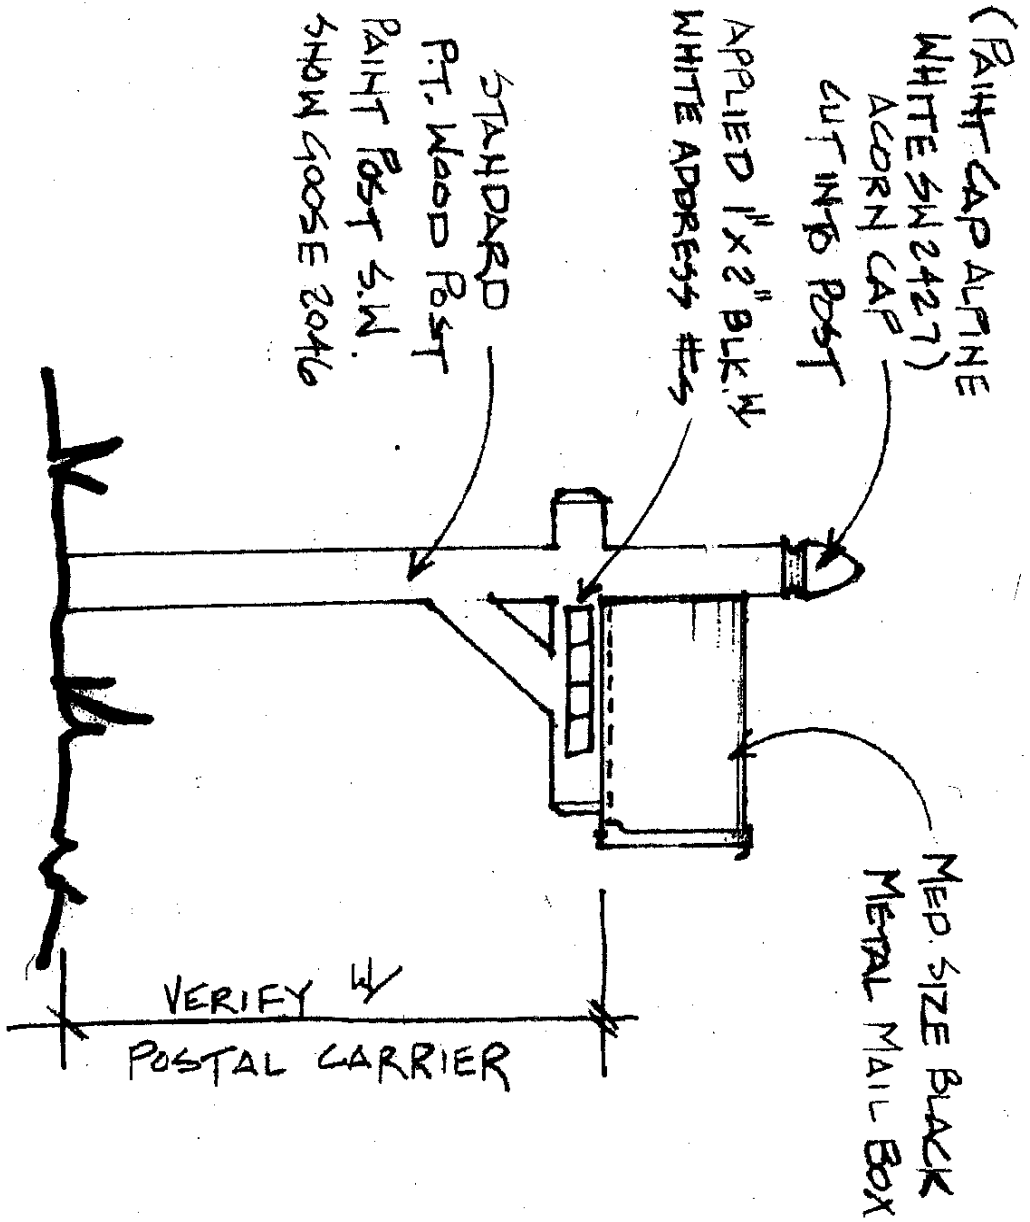 (PAINT CAP ALPINE
WHITE SW 2427)
ACORN CAP
CUT INTO POST
APPLIED 1" X 2" BLK. W/
WHITE ADDRESS #s
STANDARD
P.T. WOOD POST
PAINT POST S.W.
SNOW GOOSE 2046
MED. SIZE BLACK
METAL MAIL BOX
VERIFY W/
POSTAL CARRIER